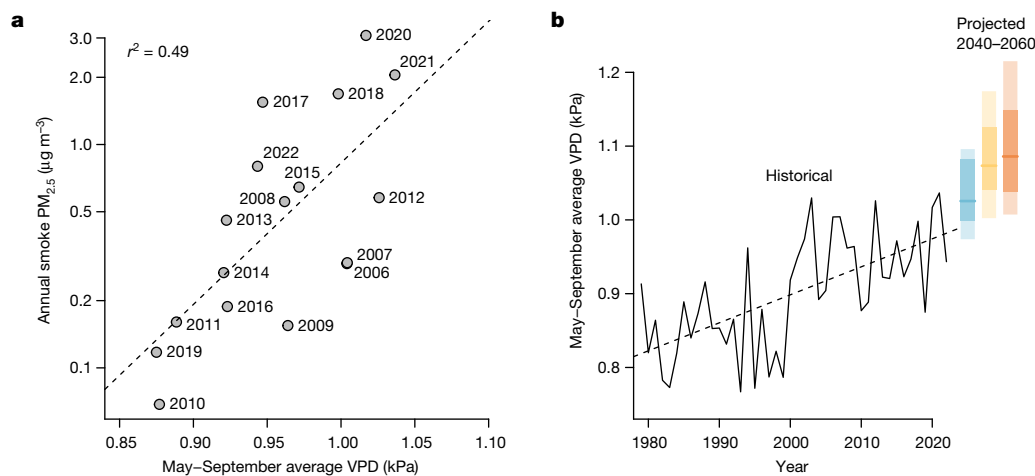 a
r² = 0.49
Annual smoke PM2.5 (μg m−3)
3.0
2.0
1.0
0.5
0.2
0.1
2020
2021
2018
2017
2022
2015
2008
2012
2013
2007
2006
2014
2016
2009
2011
2019
2010
0.85 0.90 0.95 1.00 1.05 1.10
May–September average VPD (kPa)
b
Projected
2040–2060
May–September average VPD (kPa)
1.2
1.1
1.0
0.9
0.8
Historical
1980 1990 2000 2010 2022
Year